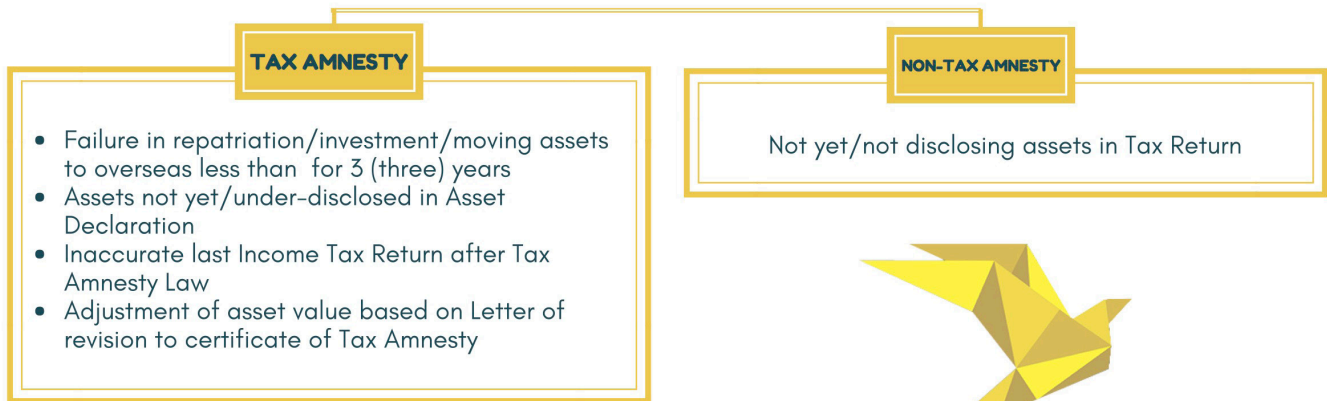 TAX AMNESTY
• Failure in repatriation/investment/moving assets
to overseas less than for 3 (three) years
• Assets not yet/under-disclosed in Asset
Declaration
• Inaccurate last Income Tax Return after Tax
Amnesty Law
• Adjustment of asset value based on Letter of
revision to certificate of Tax Amnesty
NON-TAX AMNESTY
Not yet/not disclosing assets in Tax Return